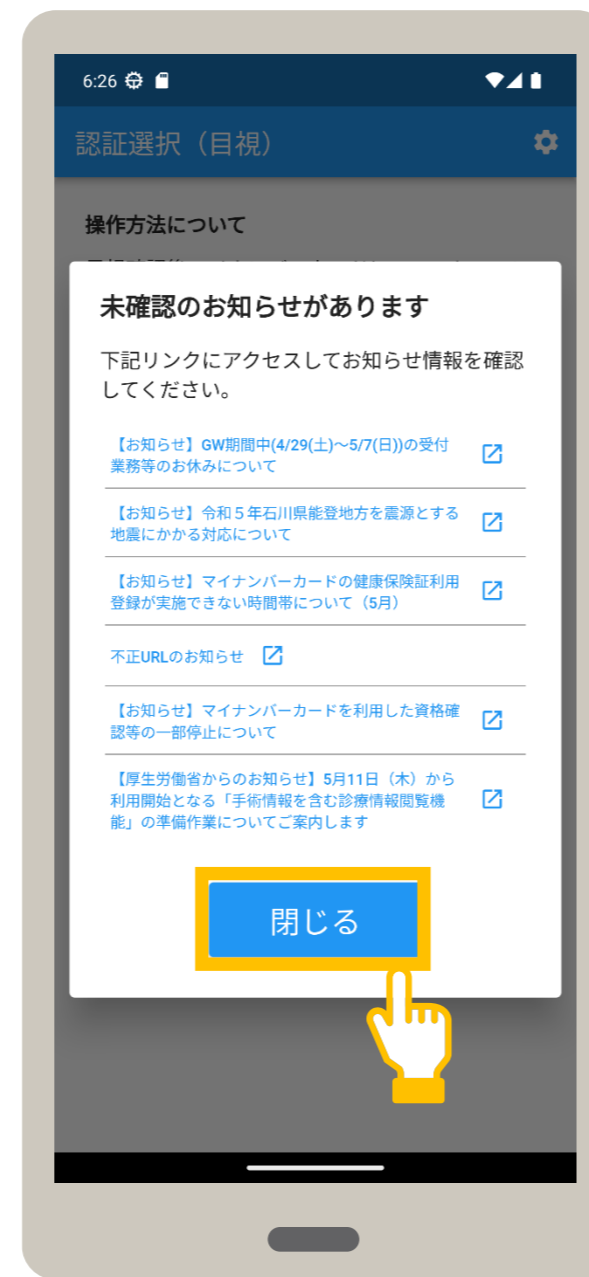 6:26
認証選択（目視）
操作方法について
未確認のお知らせがあります
下記リンクにアクセスしてお知らせ情報を確認
してください。
【お知らせ】GW期間中(4/29(土)～5/7(日))の受付
業務等のお休みについて
【お知らせ】令和５年石川県能登地方を震源とする
地震にかかる対応について
【お知らせ】マイナンバーカードの健康保険証利用
登録が実施できない時間帯について（5月）
不正URLのお知らせ
【お知らせ】マイナンバーカードを利用した資格確
認等の一部停止について
【厚生労働省からのお知らせ】5月11日（木）から
利用開始となる「手術情報を含む診療情報閲覧機
能」の準備作業についてご案内します
閉じる